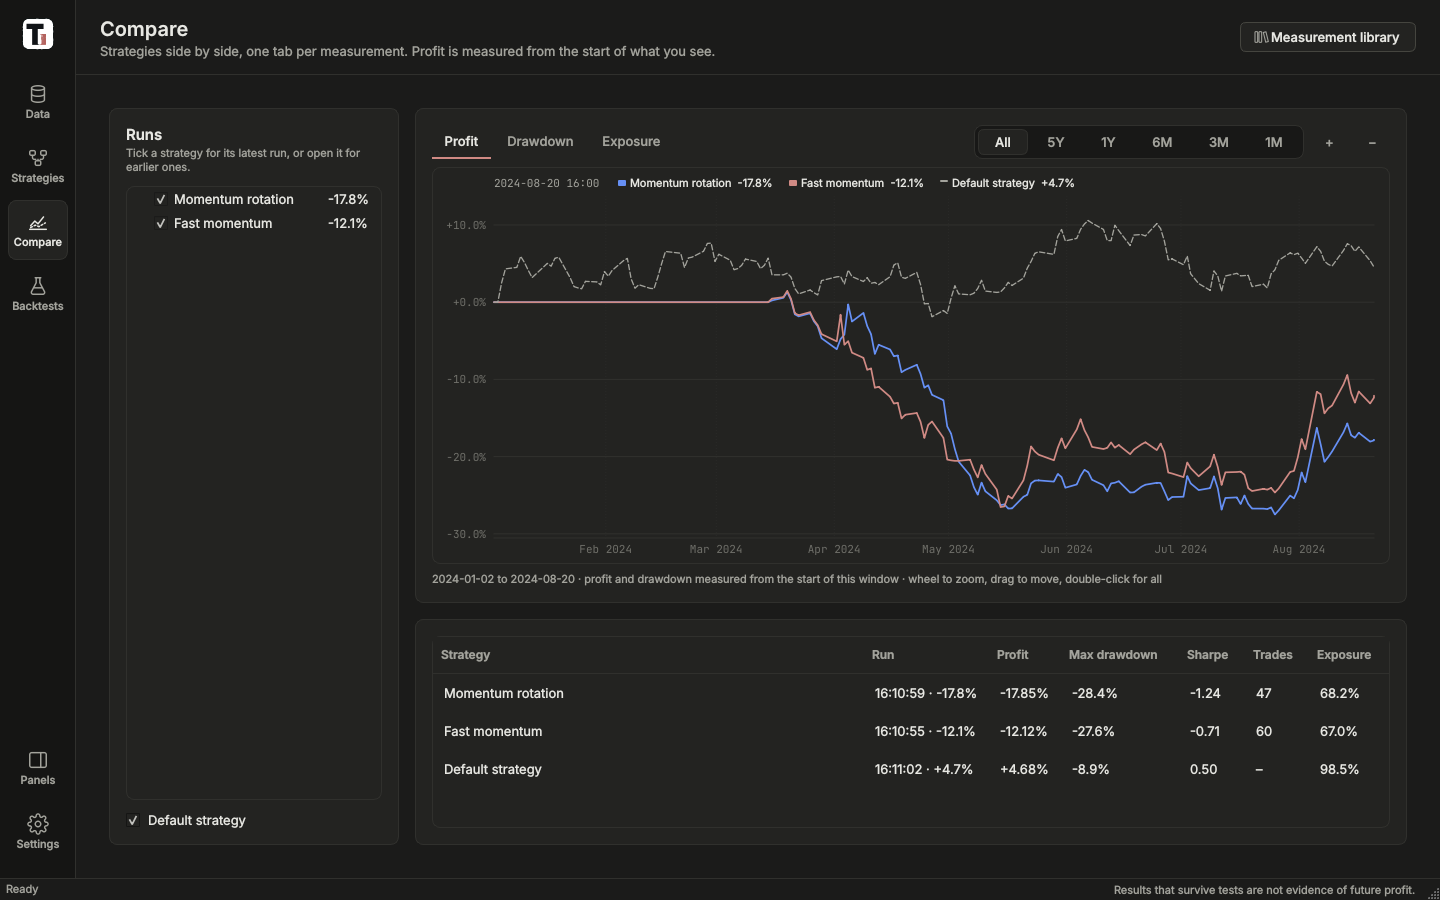 Ti
Compare
Strategies side by side, one tab per measurement. Profit is measured from the start of what you see.
Measurement library
Data
Strategies
Compare
Backtests
Panels
Settings
Runs
Tick a strategy for its latest run, or open it for
earlier ones.
Momentum rotation -17.8%
Fast momentum -12.1%
Default strategy
Profit Drawdown Exposure
All 5Y 1Y 6M 3M 1M + −
2024-08-20 16:00 Momentum rotation -17.8% Fast momentum -12.1% Default strategy +4.7%
+10.0%
+0.0%
-10.0%
-20.0%
-30.0%
Feb 2024 Mar 2024 Apr 2024 May 2024 Jun 2024 Jul 2024 Aug 2024
2024-01-02 to 2024-08-20 · profit and drawdown measured from the start of this window · wheel to zoom, drag to move, double-click for all
Strategy Run Profit Max drawdown Sharpe Trades Exposure
Momentum rotation 16:10:59 · -17.8% -17.85% -28.4% -1.24 47 68.2%
Fast momentum 16:10:55 · -12.1% -12.12% -27.6% -0.71 60 67.0%
Default strategy 16:11:02 · +4.7% +4.68% -8.9% 0.50 – 98.5%
Ready
Results that survive tests are not evidence of future profit.